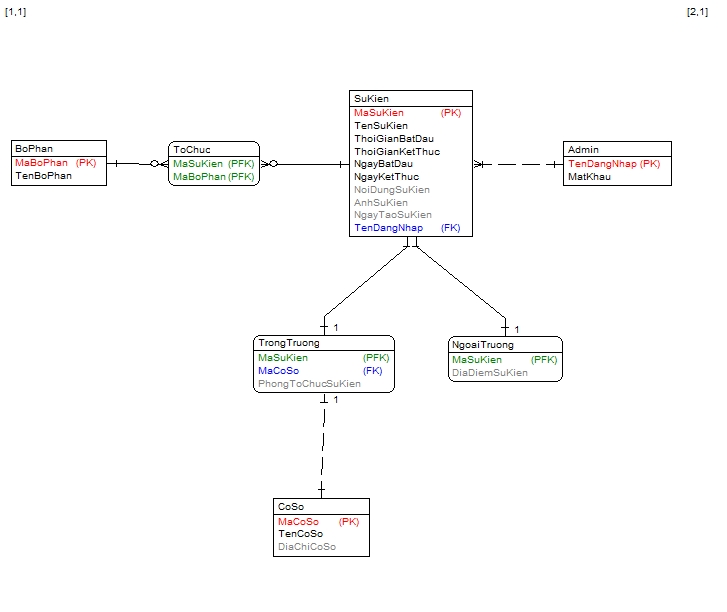 [1,1]
[2,1]
SuKien
MaSuKien (PK)
TenSuKien
ThoiGianBatDau
ThoiGianKetThuc
NgayBatDau
NgayKetThuc
NoiDungSuKien
AnhSuKien
NgayTaoSuKien
TenDangNhap (FK)
BoPhan
MaBoPhan (PK)
TenBoPhan
ToChuc
MaSuKien (PFK)
MaBoPhan (PFK)
Admin
TenDangNhap (PK)
MatKhau
1
1
TrongTruong
MaSuKien (PFK)
MaCoSo (FK)
PhongToChucSuKien
NgoaiTruong
MaSuKien (PFK)
DiaDiemSuKien
1
CoSo
MaCoSo (PK)
TenCoSo
DiaChiCoSo